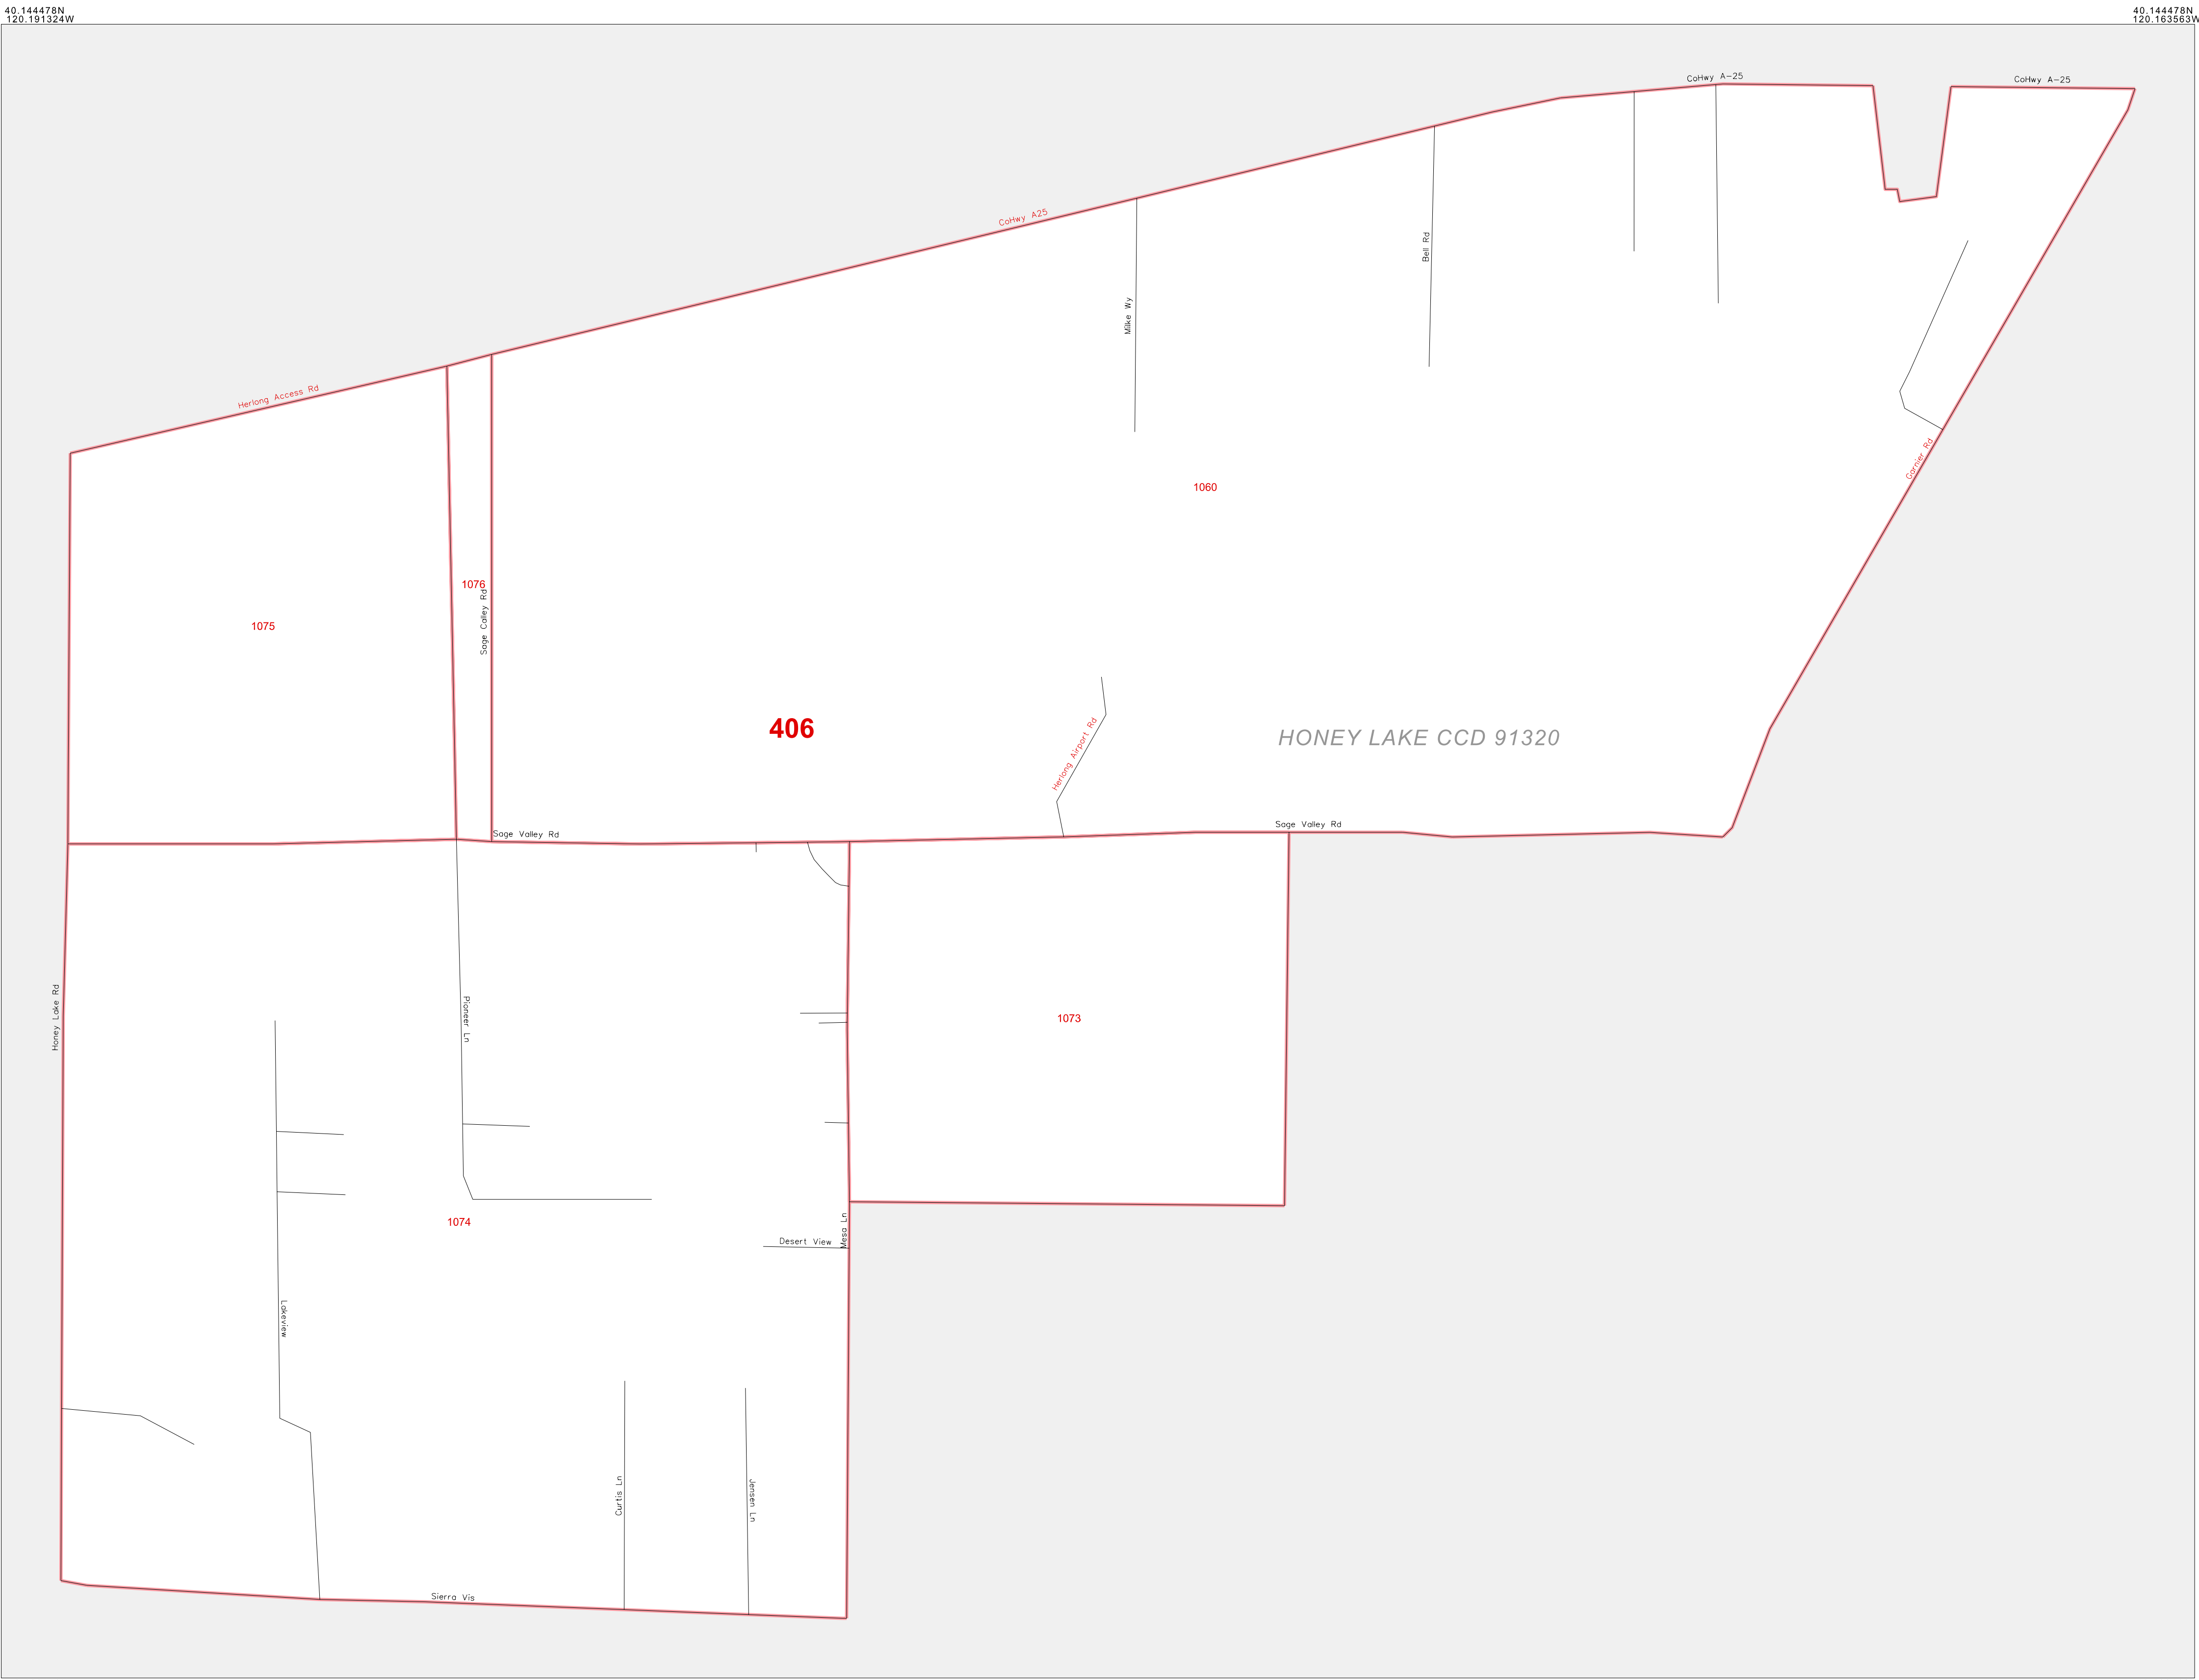 40.144478N
120.191324W
40.144478N
120.163563W
CoHwy A-25
CoHwy A-25
CoHwy A25
Bell Rd
Mike Wy
Herlong Access Rd
Garnier Rd
1060
1076
Sage Calley Rd
1075
406
Herlong Airport Rd
HONEY LAKE CCD 91320
Sage Valley Rd
Sage Valley Rd
Honey Lake Rd
Pioneer Ln
1073
1074
Mesa Ln
Desert View
Lakeview
Curtis Ln
Jensen Ln
Sierra Vis